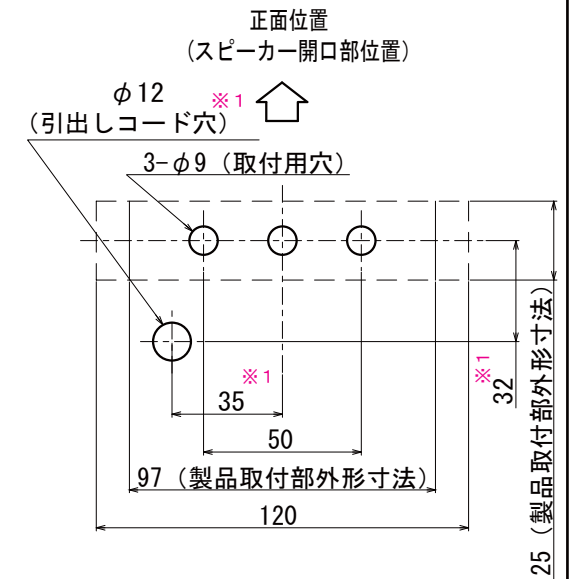 正面位置
(スピーカー開口部位置)
φ12
※1
(引出しコード穴)
3-φ9 (取付用穴)
※1
35
50
97 (製品取付部外形寸法)
120
※1
32
25 (製品取付部外形寸法)